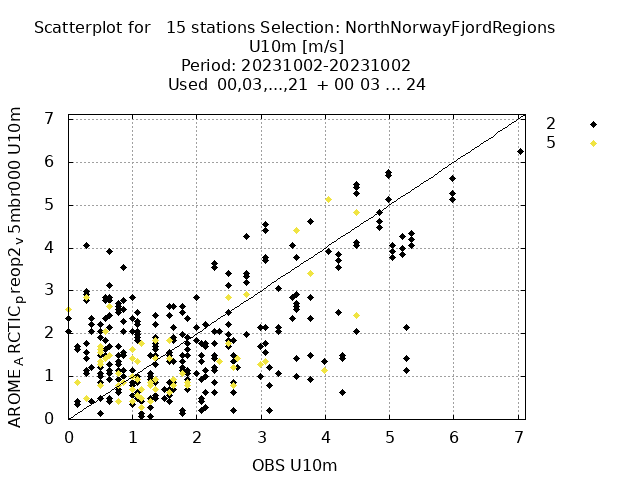 Scatterplot for 15 stations Selection: NorthNorwayFjordRegions
U10m [m/s]
Period: 20231002-20231002
Used 00,03,...,21 + 00 03 ... 24
AROME_ARCTIC_preop2_v5mbr000 U10m
7
6
5
4
3
2
1
0
0 1 2 3 4 5 6 7
OBS U10m
2
5